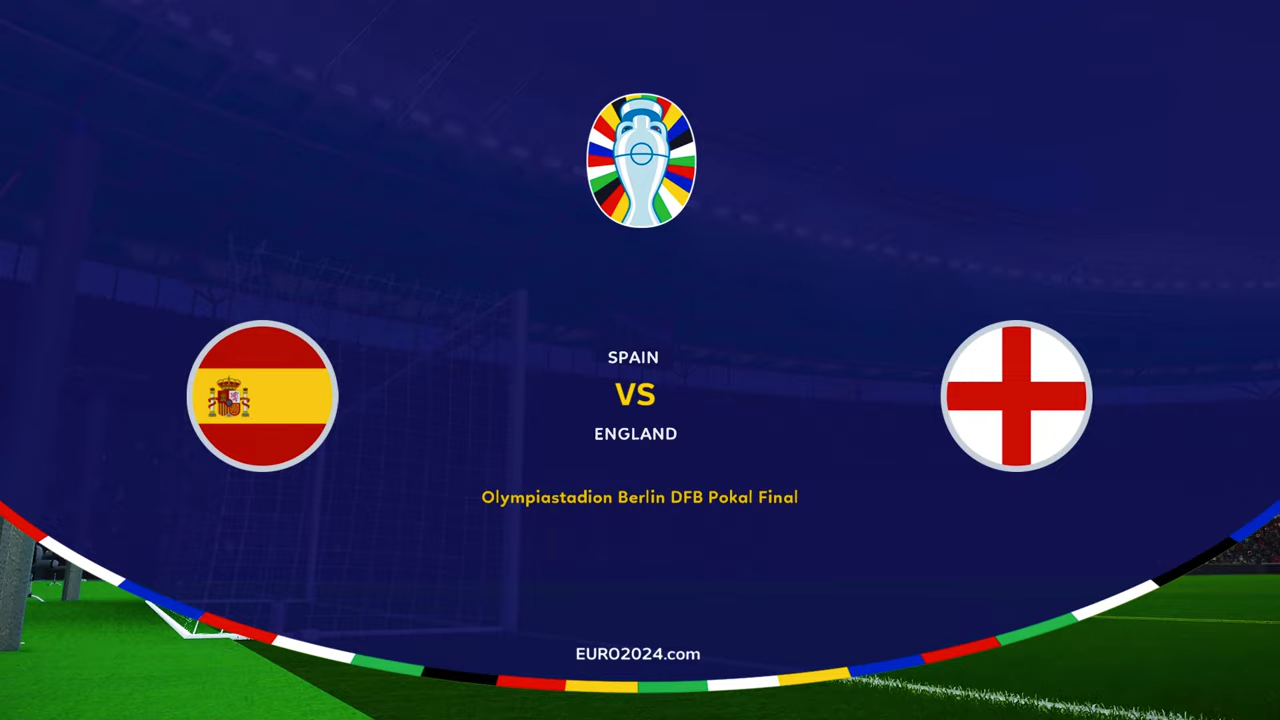 SPAIN
VS
ENGLAND
Olympiastadion Berlin DFB Pokal Final
EURO2024.com